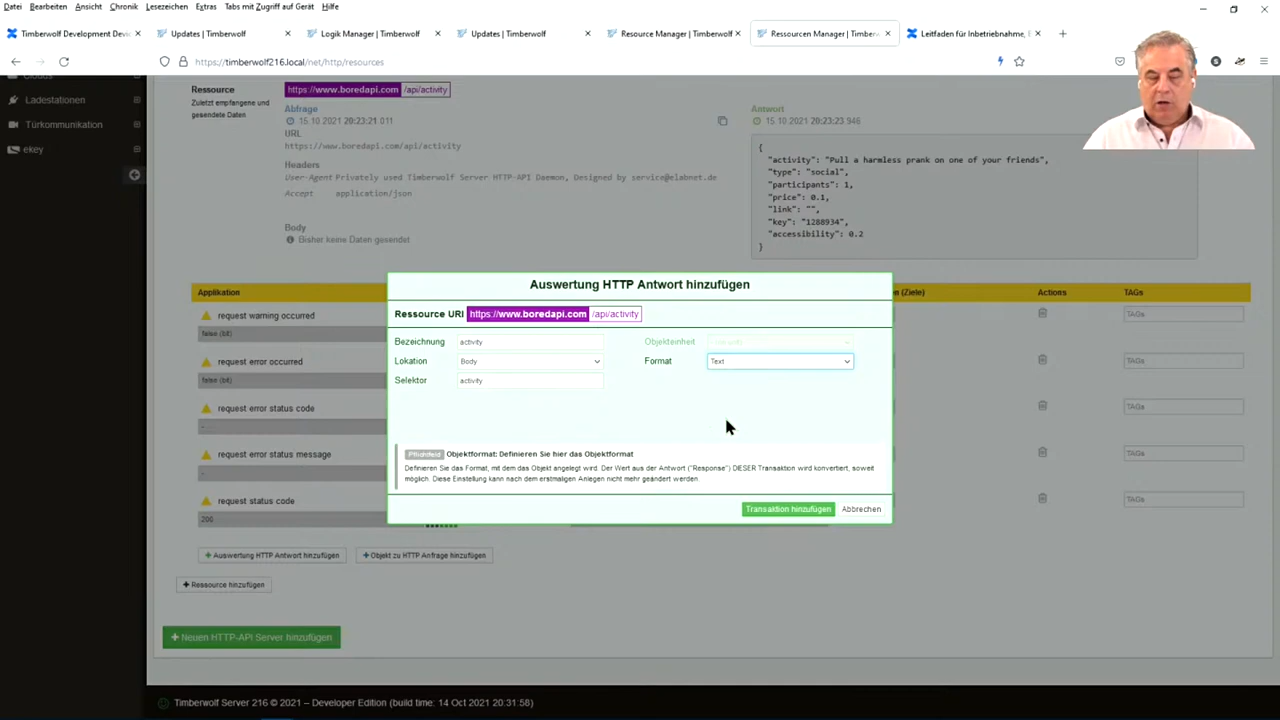 Datei Bearbeiten Ansicht Chronik Lesezeichen Extras Tabs mit Zugriff auf Gerät Hilfe
Timberwolf Development Devi
Updates | Timberwolf
Logik Manager | Timberwolf
Updates | Timberwolf
Resource Manager | Timberwolf
Ressourcen Manager | Timberw
Leitfaden für Inbetriebnahme, E
https://timberwolf216.local/net/http/resources
Clouds
Ladestationen
Türkommunikation
ekey
Ressource
Zuletzt empfangene und
gesendete Daten
https://www.boredapi.com /api/activity
Abfrage
15.10.2021 20:23:21.011
URL
https://www.boredapi.com/api/activity
Headers
User-Agent Privately used Timberwolf Server HTTP-API Daemon, Designed by service@elabnet.de
Accept application/json
Body
Bisher keine Daten gesendet
Antwort
15.10.2021 20:23:23.946
{
"activity": "Pull a harmless prank on one of your friends",
"type": "social",
"participants": 1,
"price": 0.1,
"link": "",
"key": "1288934",
"accessibility": 0.2
}
Applikation
en (Ziele)
Actions
TAGs
request warning occurred
TAGs
false (bit)
request error occurred
TAGs
false (bit)
request error status code
TAGs
-
request error status message
TAGs
-
request status code
TAGs
200
Auswertung HTTP Antwort hinzufügen
Ressource URI https://www.boredapi.com /api/activity
Bezeichnung activity
Objekteinheit
Lokation Body
Format Text
Selektor activity
Pflichtfeld Objektformat: Definieren Sie hier das Objektformat
Definieren Sie das Format, mit dem das Objekt angelegt wird. Der Wert aus der Antwort ("Response") DIESER Transaktion wird konvertiert, soweit
möglich. Diese Einstellung kann nach dem erstmaligen Anlegen nicht mehr geändert werden.
Transaktion hinzufügen Abbrechen
+ Auswertung HTTP Antwort hinzufügen
+ Objekt zu HTTP Anfrage hinzufügen
+ Ressource hinzufügen
+ Neuen HTTP-API Server hinzufügen
Timberwolf Server 216 © 2021 – Developer Edition (build time: 14 Oct 2021 20:31:58)